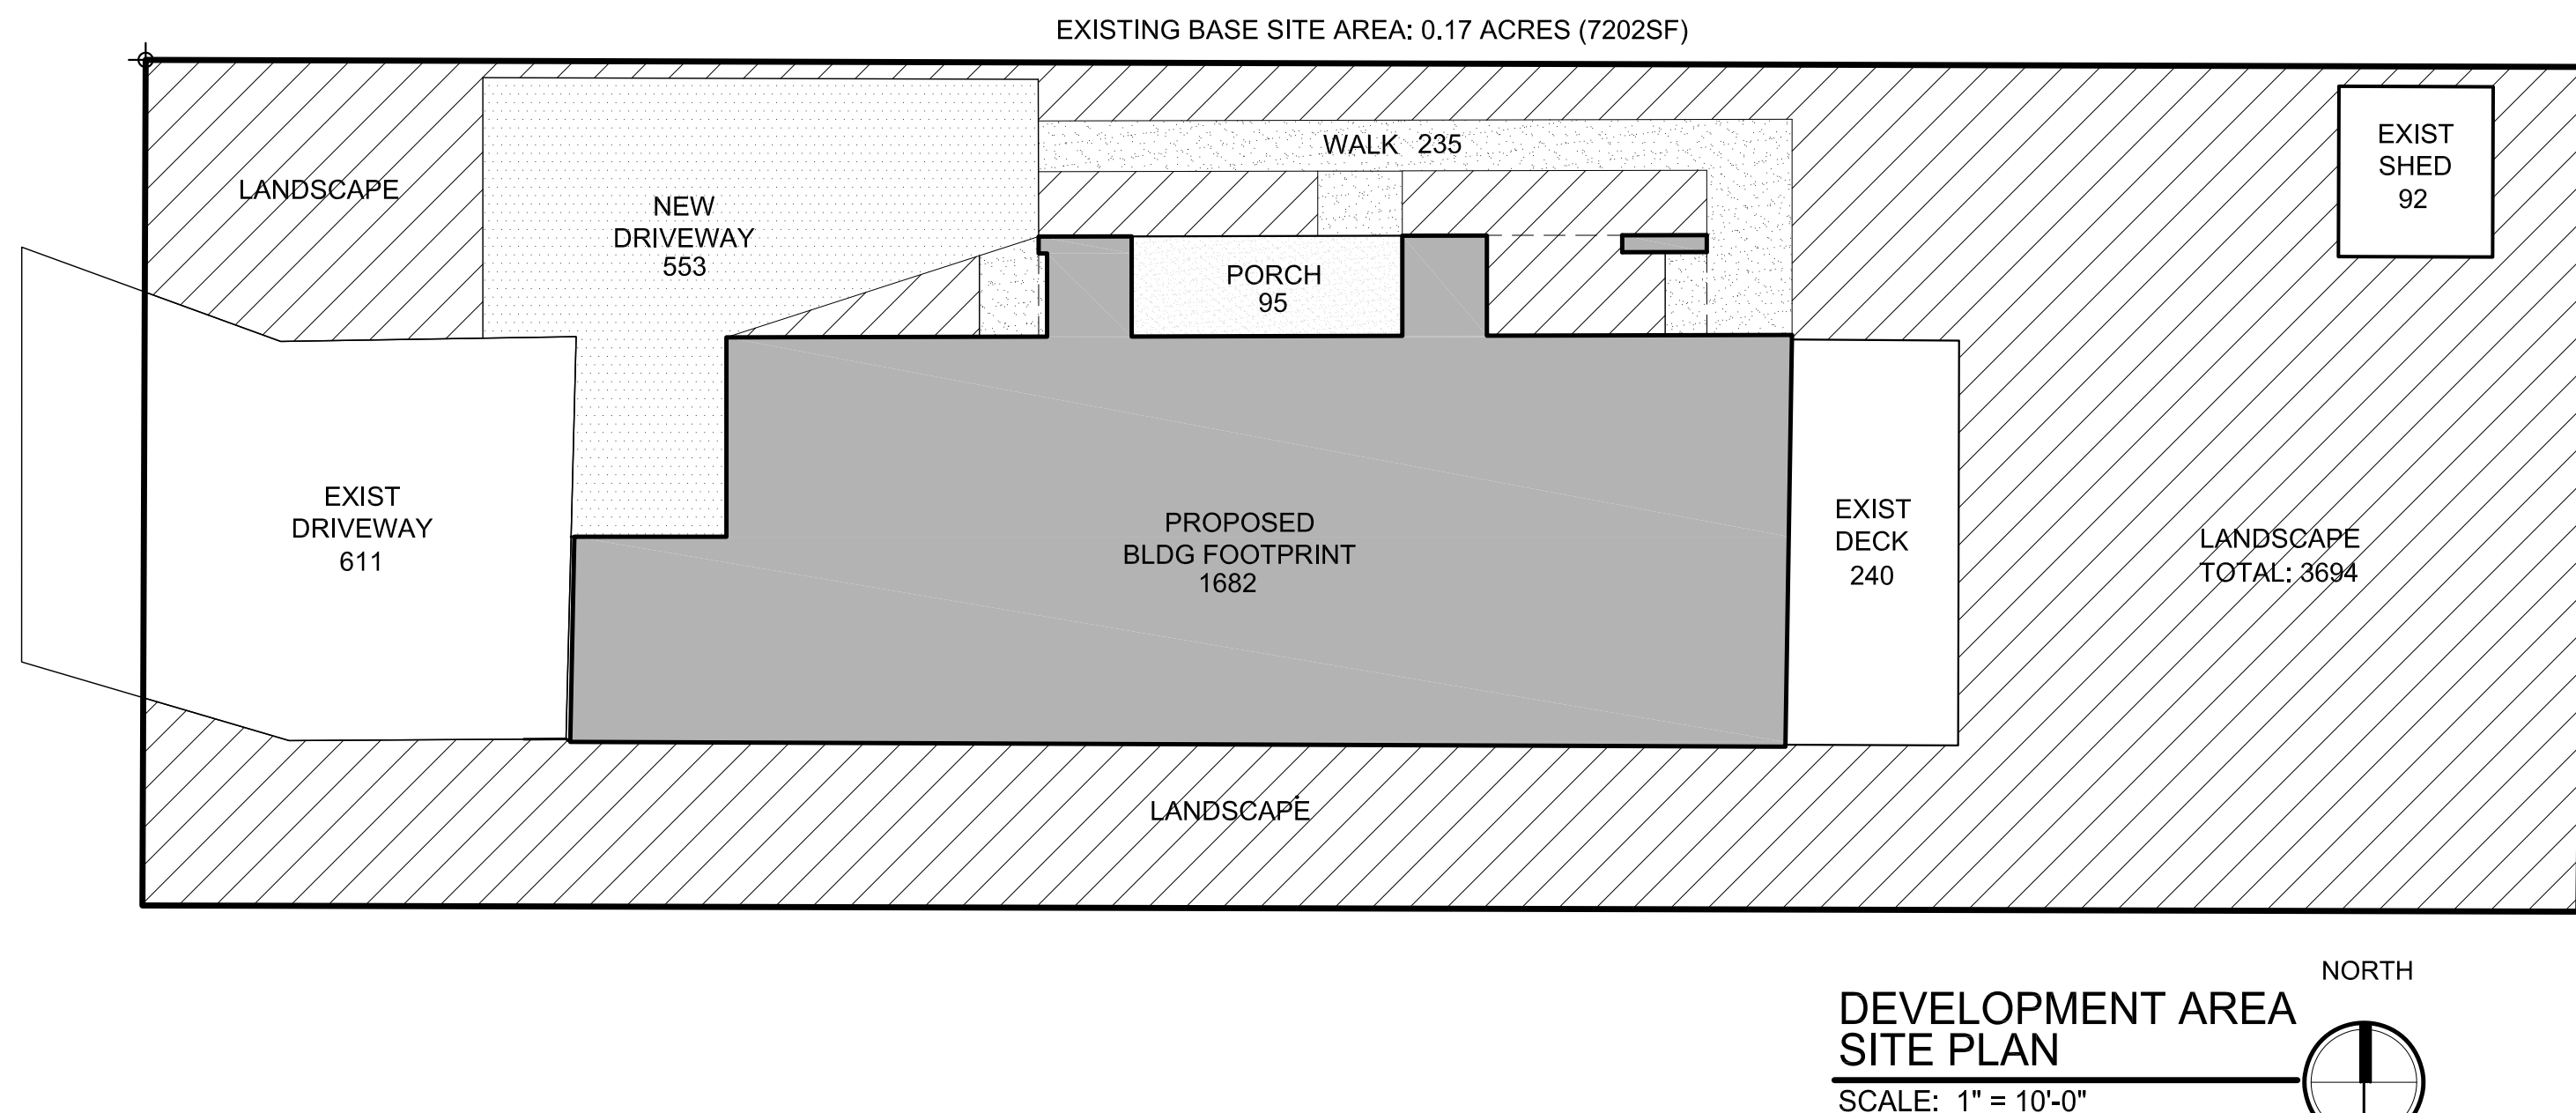 EXISTING BASE SITE AREA: 0.17 ACRES (7202SF)
LANDSCAPE
NEW
DRIVEWAY
553
WALK 235
EXIST
SHED
92
PORCH
95
EXIST
DRIVEWAY
611
PROPOSED
BLDG FOOTPRINT
1682
EXIST
DECK
240
LANDSCAPE
TOTAL: 3694
LANDSCAPE
NORTH
DEVELOPMENT AREA
SITE PLAN
SCALE: 1" = 10'-0"